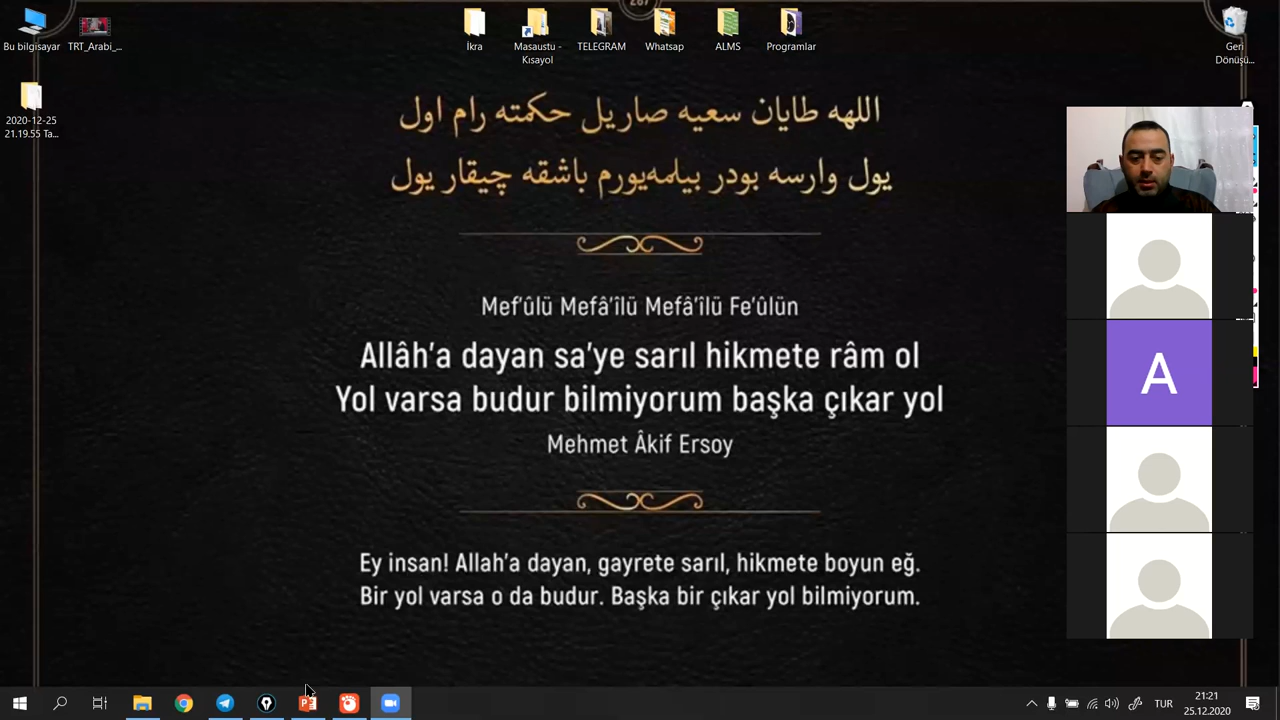 267
Bu bilgisayar
TRT_Arabi_...
İkra
Masaustu -
Kısayol
TELEGRAM
Whatsap
ALMS
Programlar
Geri
Dönüşü...
2020-12-25
21.19.55 Ta...
اللهه طايان سعيه صاريل حكمته رام اول
يول وارسه بودر بيلمه‌يورم باشقه چيقار يول
Mef'ûlü Mefâ'îlü Mefâ'îlü Fe'ûlün
Allâh'a dayan sa'ye sarıl hikmete râm ol
Yol varsa budur bilmiyorum başka çıkar yol
Mehmet Âkif Ersoy
Ey insan! Allah'a dayan, gayrete sarıl, hikmete boyun eğ.
Bir yol varsa o da budur. Başka bir çıkar yol bilmiyorum.
A
TUR
21:21
25.12.2020